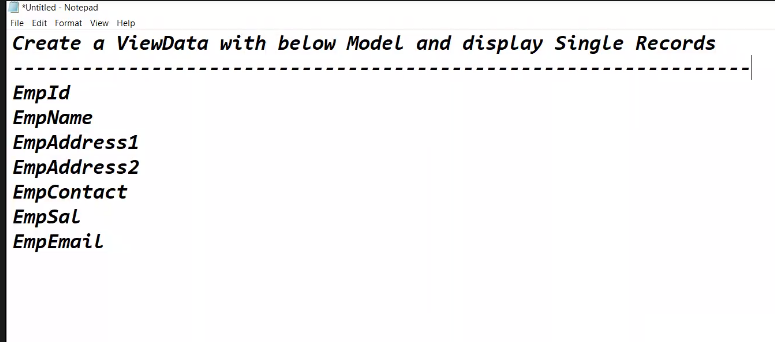 *Untitled - Notepad
File Edit Format View Help
Create a ViewData with below Model and display Single Records
----------------------------------------------------------------
EmpId
EmpName
EmpAddress1
EmpAddress2
EmpContact
EmpSal
EmpEmail